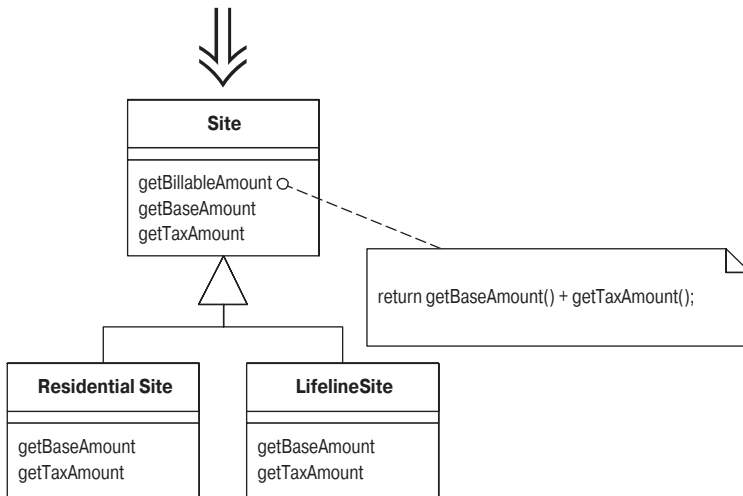 Site
getBillableAmount
getBaseAmount
getTaxAmount
return getBaseAmount() + getTaxAmount();
Residential Site
getBaseAmount
getTaxAmount
LifelineSite
getBaseAmount
getTaxAmount